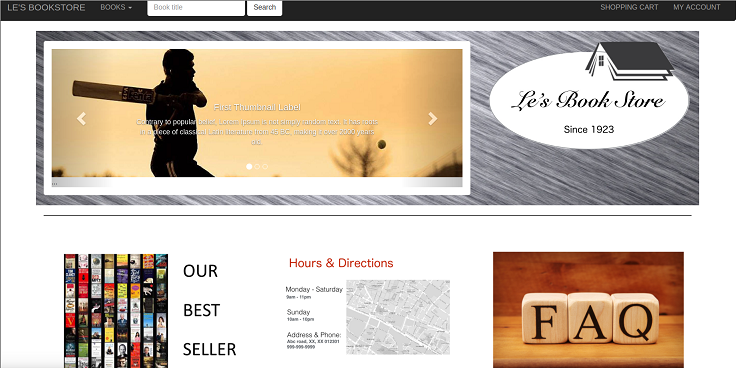 LE'S BOOKSTORE
BOOKS
Book title
Search
SHOPPING CART
MY ACCOUNT
First Thumbnail Label
Contrary to popular belief, Lorem Ipsum is not simply random text. It has roots
in a piece of classical Latin literature from 45 BC, making it over 2000 years
old.
...
Le's Book Store
Since 1923
OUR
BEST
SELLER
Hours & Directions
Monday - Saturday
9am - 11pm
Sunday
10am - 10pm
Address & Phone:
Abc road, XX, XX 012301
999-999-9999
FAQ